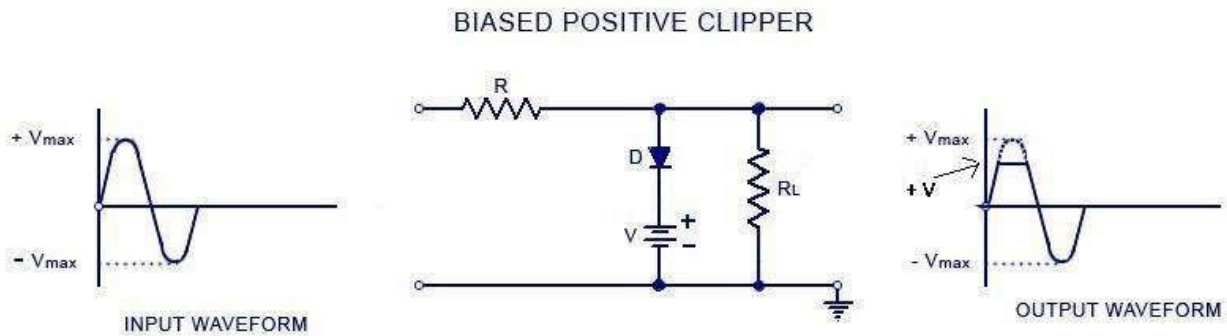 BIASED POSITIVE CLIPPER
+ Vmax
- Vmax
INPUT WAVEFORM
R
D
V
+
-
RL
+ Vmax
+ V
- Vmax
OUTPUT WAVEFORM